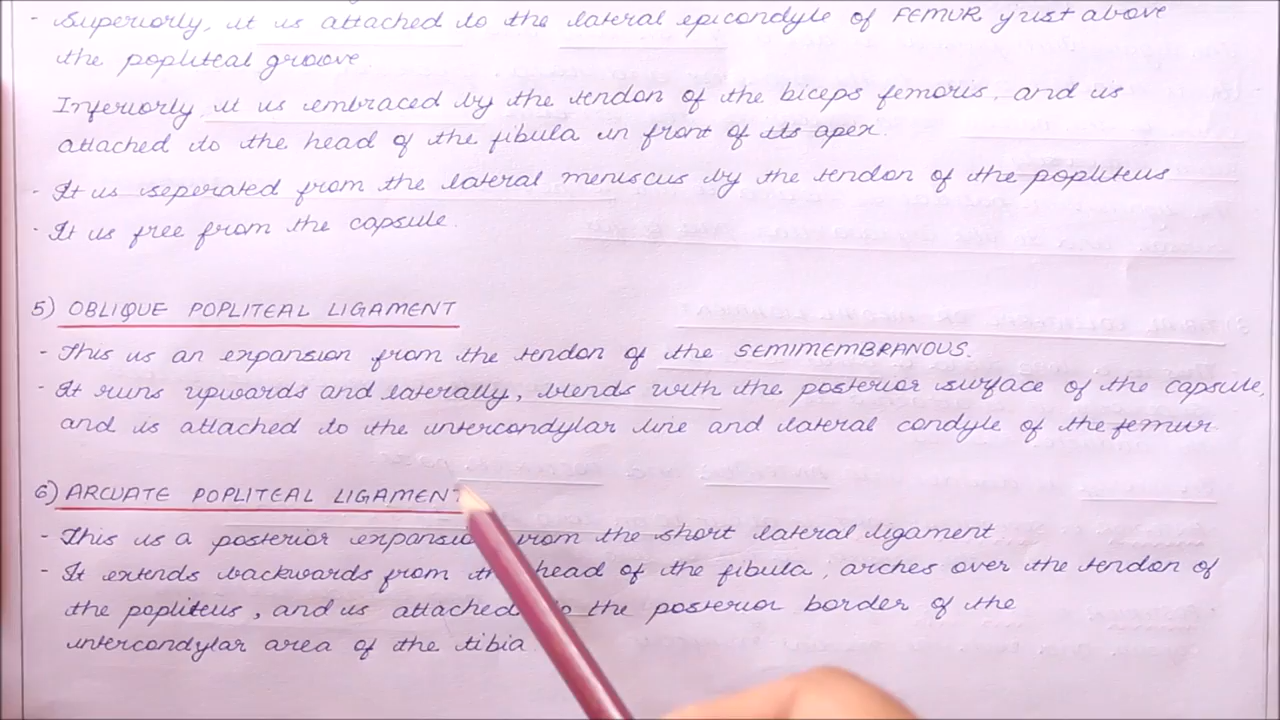 - Superiorly, it is attached to the lateral epicondyle of FEMUR just above
the popliteal groove.
Inferiorly, it is embraced by the tendon of the biceps femoris, and is
attached to the head of the fibula in front of its apex.
- It is seperated from the lateral meniscus by the tendon of the popliteus
- It is free from the capsule.
5) OBLIQUE POPLITEAL LIGAMENT
- This is an expansion from the tendon of the SEMIMEMBRANOUS.
- It runs upwards and laterally, blends with the posterior surface of the capsule,
and is attached to the intercondylar line and lateral condyle of the femur
6) ARCUATE POPLITEAL LIGAMENT
- This is a posterior expansion from the short lateral ligament
- It extends backwards from the head of the fibula, arches over the tendon of
the popliteus, and is attached to the posterior border of the
intercondylar area of the tibia.